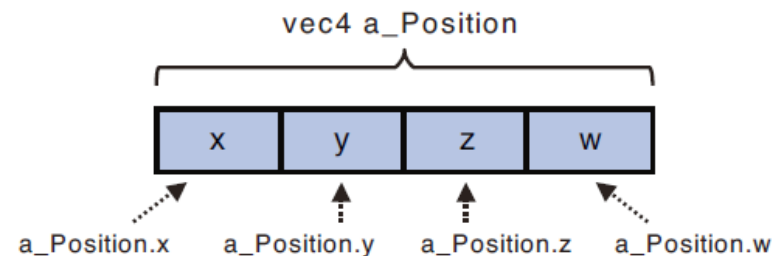 vec4 a_Position
x y z w
a_Position.x a_Position.y a_Position.z a_Position.w